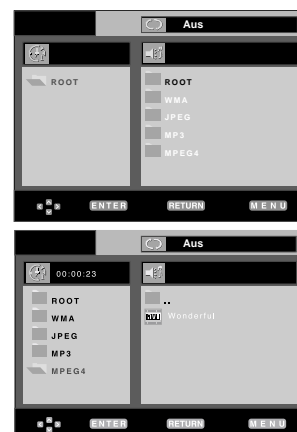 Aus
ROOT
ROOT
WMA
JPEG
MP3
MPEG4
ENTER RETURN MENU
Aus
00:00:23
ROOT
WMA
JPEG
MP3
MPEG4
..
avi Wonderful
ENTER RETURN MENU